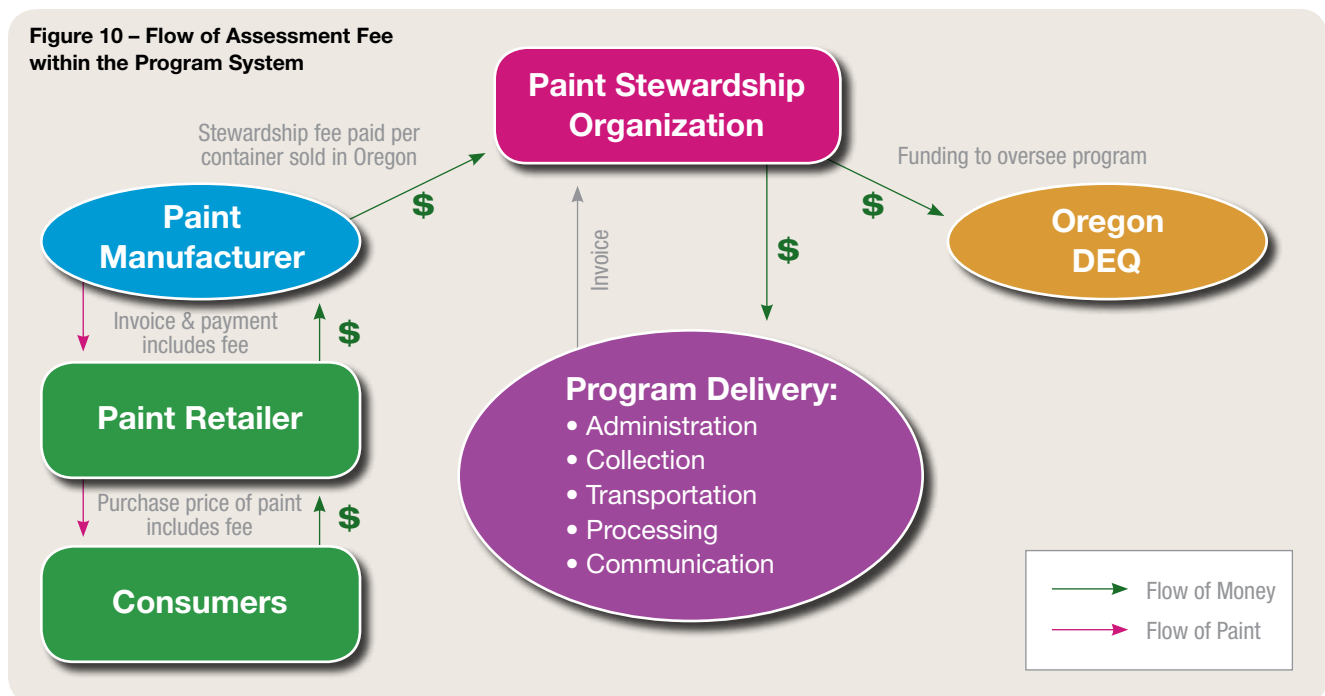 Figure 10 – Flow of Assessment Fee
within the Program System
Paint Stewardship
Organization
Stewardship fee paid per
container sold in Oregon
$
Funding to oversee program
$
Paint
Manufacturer
Oregon
DEQ
Invoice
$
Invoice & payment
includes fee
$
Paint Retailer
Purchase price of paint
includes fee
$
Consumers
Program Delivery:
• Administration
• Collection
• Transportation
• Processing
• Communication
Flow of Money
Flow of Paint